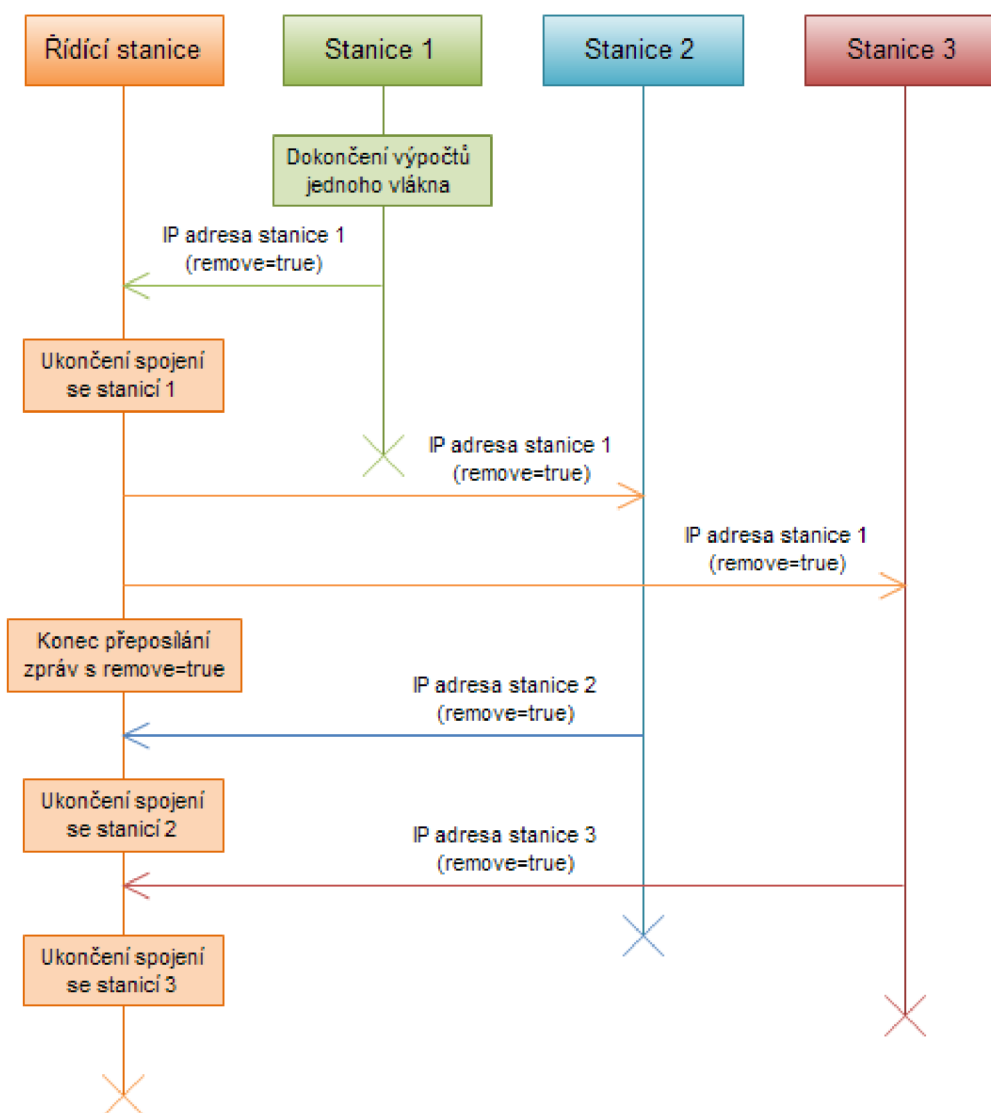 Řídící stanice
Stanice 1
Stanice 2
Stanice 3
Dokončení výpočtů
jednoho vlákna
IP adresa stanice 1
(remove=true)
Ukončení spojení
se stanicí 1
IP adresa stanice 1
(remove=true)
IP adresa stanice 1
(remove=true)
Konec přeposílání
zpráv s remove=true
IP adresa stanice 2
(remove=true)
Ukončení spojení
se stanicí 2
IP adresa stanice 3
(remove=true)
Ukončení spojení
se stanicí 3